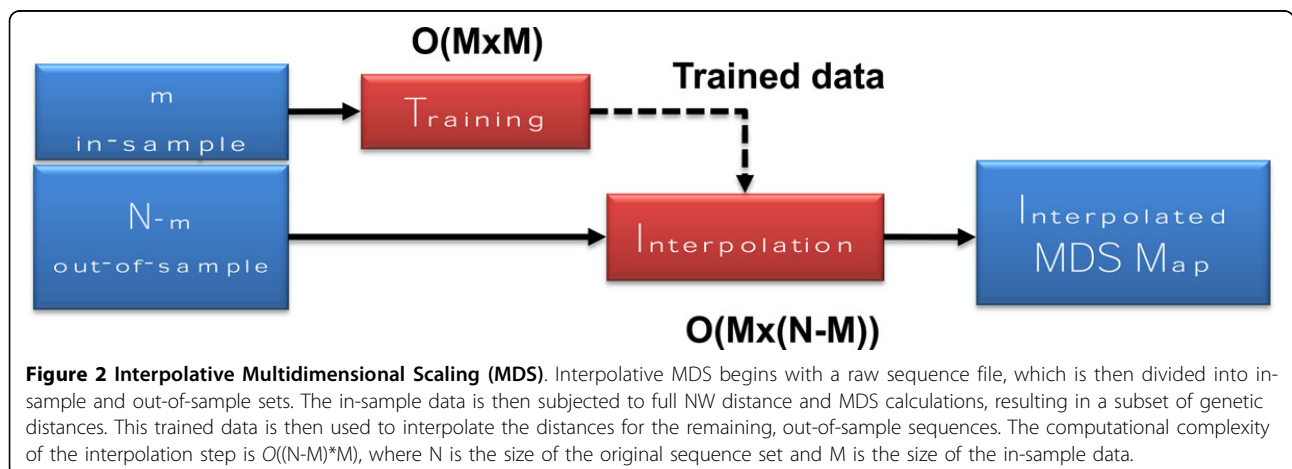 O(MxM)
m
in-sample
Training
Trained data
N-m
out-of-sample
Interpolation
Interpolated
MDS Map
O(Mx(N-M))
Figure 2 Interpolative Multidimensional Scaling (MDS). Interpolative MDS begins with a raw sequence file, which is then divided into in-
sample and out-of-sample sets. The in-sample data is then subjected to full NW distance and MDS calculations, resulting in a subset of genetic
distances. This trained data is then used to interpolate the distances for the remaining, out-of-sample sequences. The computational complexity
of the interpolation step is O((N-M)*M), where N is the size of the original sequence set and M is the size of the in-sample data.